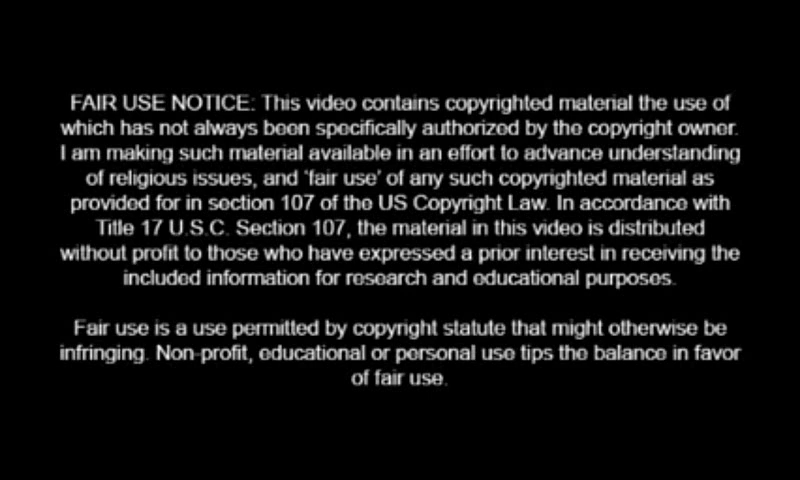 FAIR USE NOTICE: This video contains copyrighted material the use of
which has not always been specifically authorized by the copyright owner.
I am making such material available in an effort to advance understanding
of religious issues, and 'fair use' of any such copyrighted material as
provided for in section 107 of the US Copyright Law. In accordance with
Title 17 U.S.C. Section 107, the material in this video is distributed
without profit to those who have expressed a prior interest in receiving the
included information for research and educational purposes.
Fair use is a use permitted by copyright statute that might otherwise be
infringing. Non-profit, educational or personal use tips the balance in favor
of fair use.